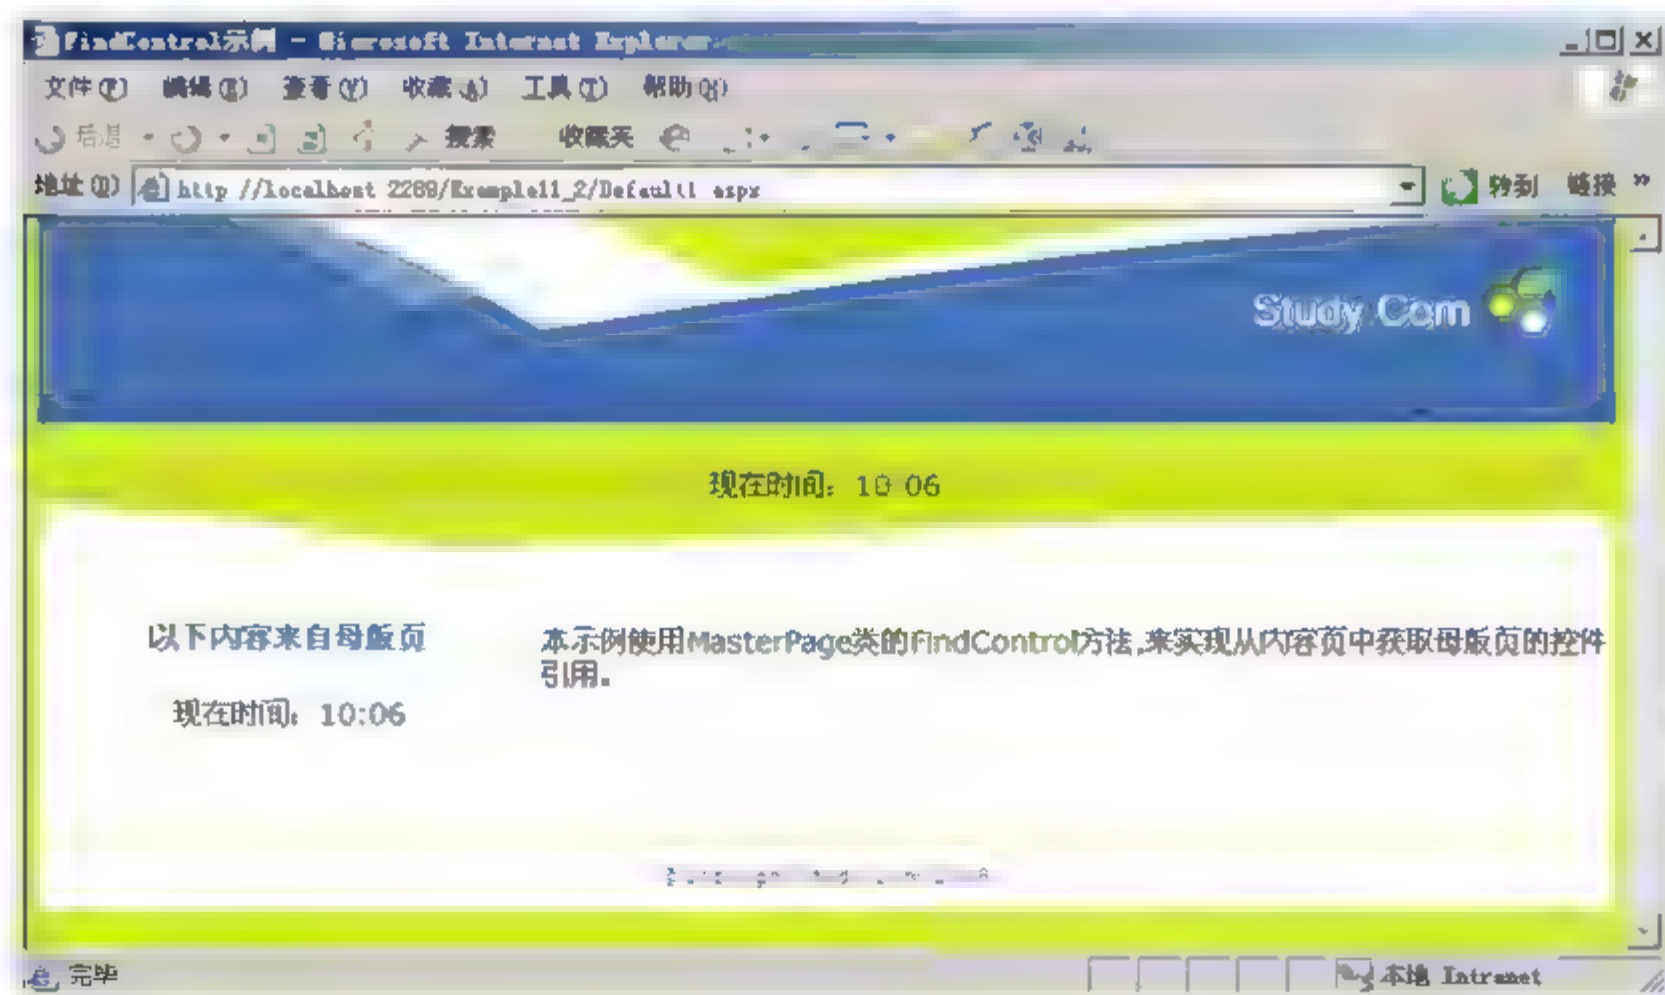 FindControl示例 - Microsoft Internet Explorer
文件(F) 编辑(E) 查看(V) 收藏(A) 工具(T) 帮助(H)
后退 搜索 收藏夹
地址(D) http //localhost 2289/Example11_2/Default1 aspx 转到 链接 »
Study Com
现在时间: 10 06
以下内容来自母版页
现在时间: 10:06
本示例使用MasterPage类的FindControl方法,来实现从内容页中获取母版页的控件
引用。
完毕 本地 Intranet